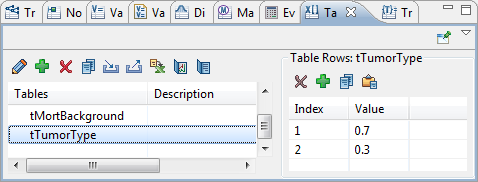 Tr No Va Va Di Ma Ev Ta Tr
Table Rows: tTumorType
Tables Description
tMortBackground
tTumorType
Index Value
1 0.7
2 0.3